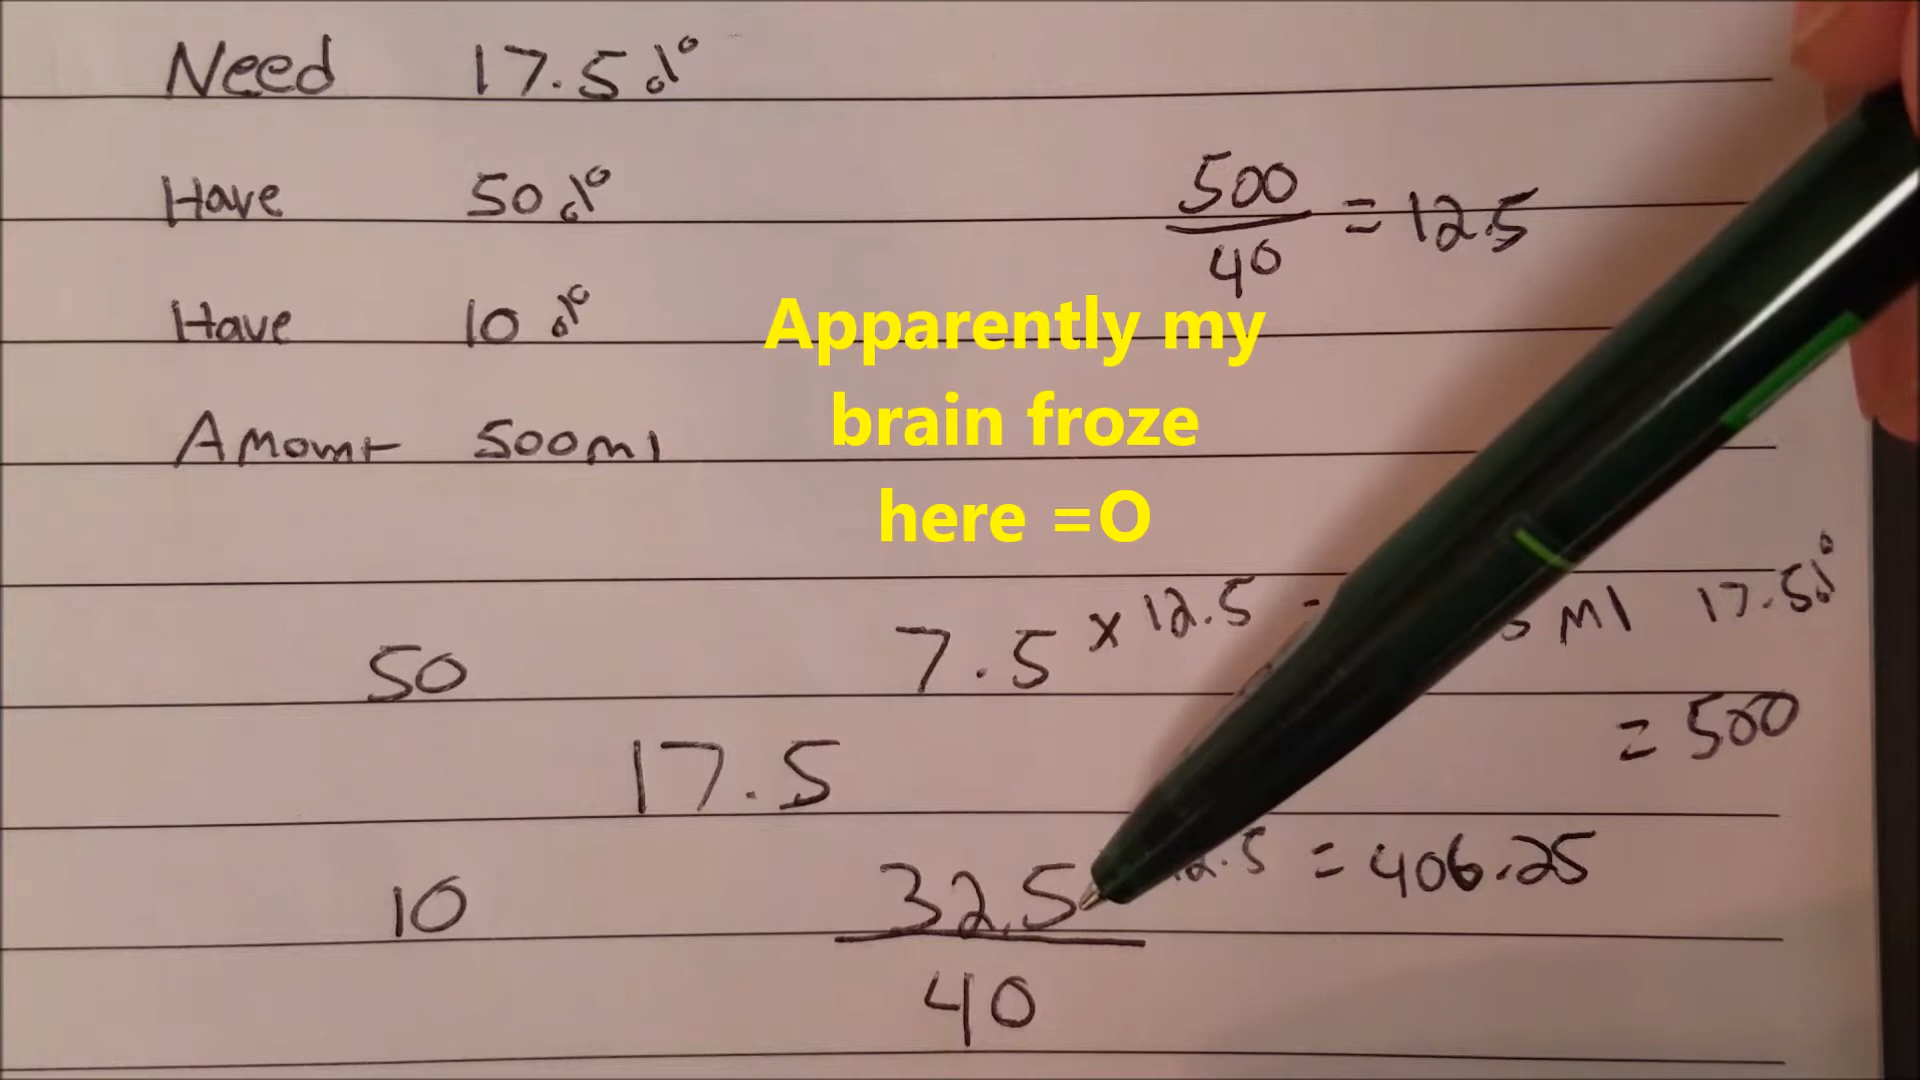 Need 17.5%
Have 50%
500
40
= 12.5
Have 10%
Amount 500ml
Apparently my
brain froze
here =O
50
7.5 x 12.5
ml 17.5%
17.5
= 500
10
32.5
2.5 = 406.25
40